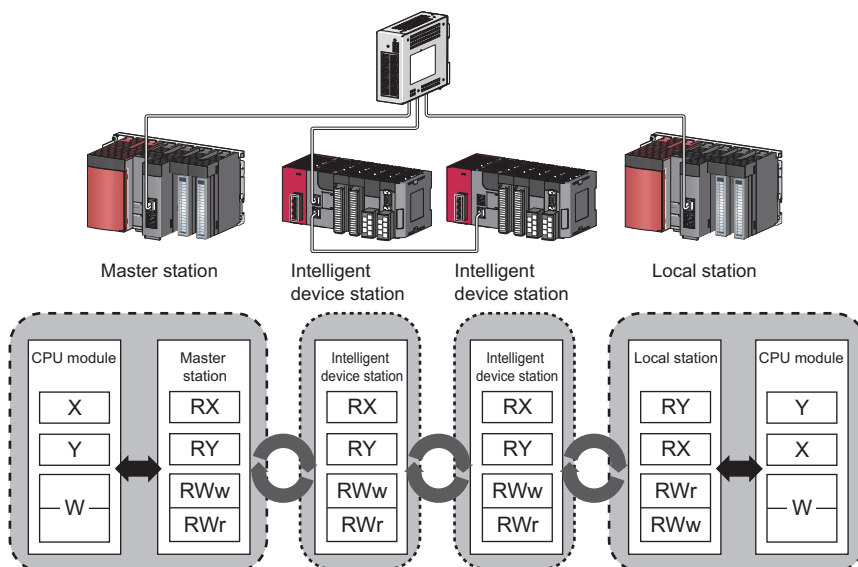 Master station
Intelligent
device station
Intelligent
device station
Local station
CPU module
X
Y
W
Master
station
RX
RY
RWw
RWr
Intelligent
device station
RX
RY
RWw
RWr
Intelligent
device station
RX
RY
RWw
RWr
Local station
RY
RX
RWr
RWw
CPU module
Y
X
W